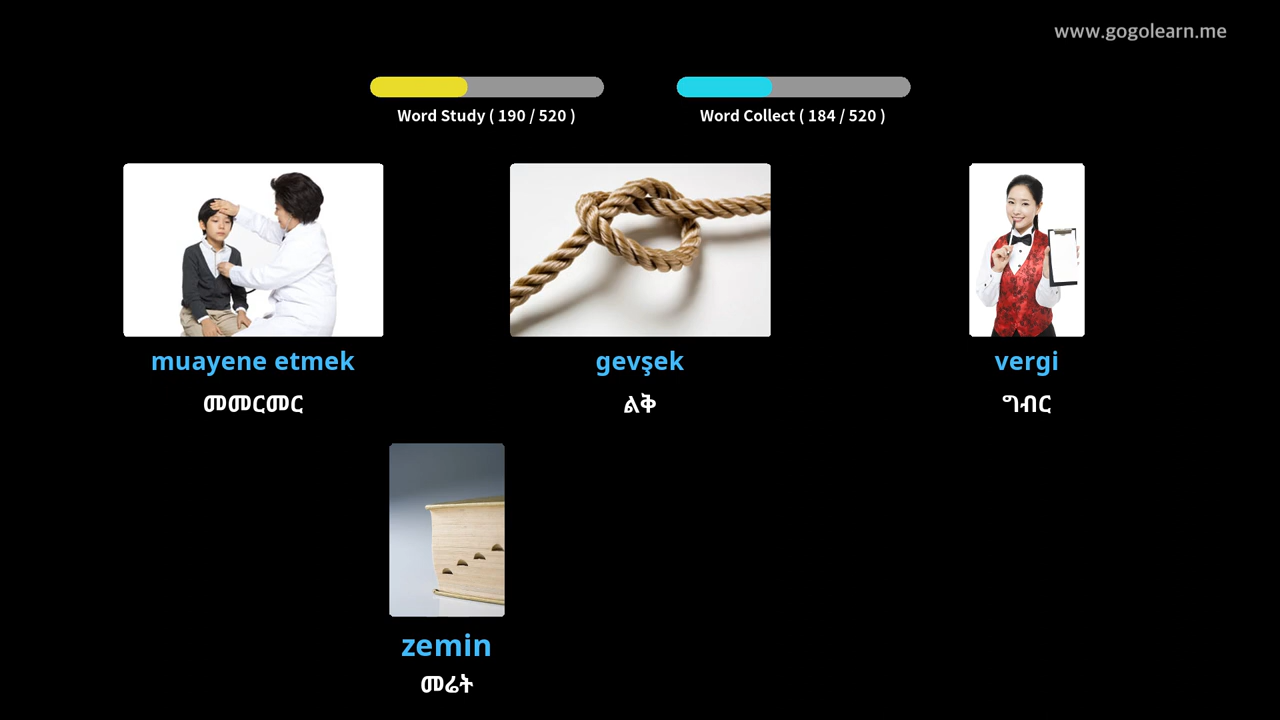 www.gogolearn.me
Word Study ( 190 / 520 )
Word Collect ( 184 / 520 )
muayene etmek
መመርመር
gevşek
ልቅ
vergi
ግብር
zemin
መሬት